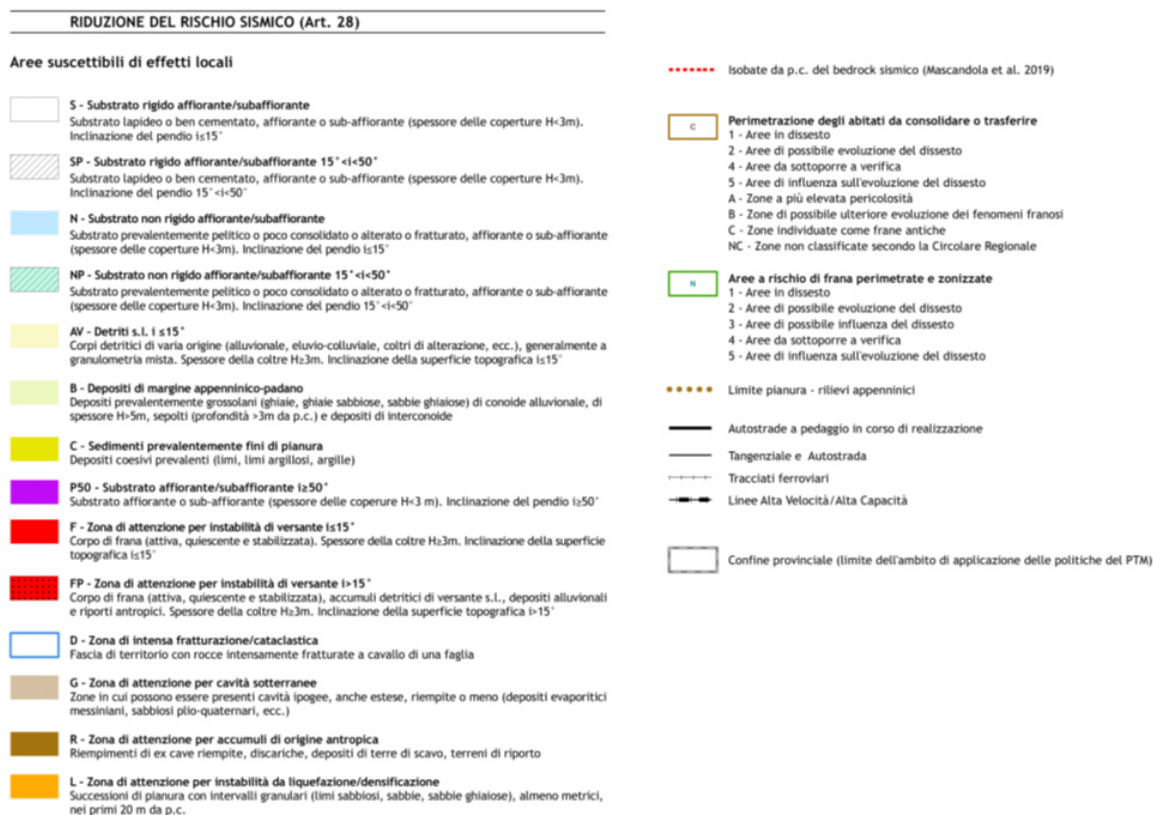 RIDUZIONE DEL RISCHIO SISMICO (Art. 28)
Aree suscettibili di effetti locali
S - Substrato rigido affiorante/subaffiorante
Substrato lapideo o ben cementato, affiorante o sub-affiorante (spessore delle coperture H<3m).
Inclinazione del pendio i≤15°
SP - Substrato rigido affiorante/subaffiorante 15°<i<50°
Substrato lapideo o ben cementato, affiorante o sub-affiorante (spessore delle coperture H<3m).
Inclinazione del pendio 15°<i<50°
N - Substrato non rigido affiorante/subaffiorante
Substrato prevalentemente pelitico o poco consolidato o alterato o fratturato, affiorante o sub-affiorante
(spessore delle coperture H<3m). Inclinazione del pendio i≤15°
NP - Substrato non rigido affiorante/subaffiorante 15°<i<50°
Substrato prevalentemente pelitico o poco consolidato o alterato o fratturato, affiorante o sub-affiorante
(spessore delle coperture H<3m). Inclinazione del pendio 15°<i<50°
AV - Detriti s.l. i ≤15°
Corpi detritici di varia origine (alluvionale, eluvio-colluviale, coltri di alterazione, ecc.), generalmente a
granulometria mista. Spessore della coltre H≥3m. Inclinazione della superficie topografica i≤15°
B - Depositi di margine appenninico-padano
Depositi prevalentemente grossolani (ghiaie, ghiaie sabbiose, sabbie ghiaiose) di conoide alluvionale, di
spessore H>5m, sepolti (profondità >3m da p.c.) e depositi di interconoide
C - Sedimenti prevalentemente fini di pianura
Depositi coesivi prevalenti (limi, limi argillosi, argille)
P50 - Substrato affiorante/subaffiorante i≥50°
Substrato affiorante o sub-affiorante (spessore delle coperure H<3 m). Inclinazione del pendio i≥50°
F - Zona di attenzione per instabilità di versante i≤15°
Corpo di frana (attiva, quiescente e stabilizzata). Spessore della coltre H≥3m. Inclinazione della superficie
topografica i≤15°
FP - Zona di attenzione per instabilità di versante i>15°
Corpo di frana (attiva, quiescente e stabilizzata), accumuli detritici di versante s.l., depositi alluvionali
e riporti antropici. Spessore della coltre H≥3m. Inclinazione della superficie topografica i>15°
D - Zona di intensa fratturazione/cataclastica
Fascia di territorio con rocce intensamente fratturate a cavallo di una faglia
G - Zona di attenzione per cavità sotterranee
Zone in cui possono essere presenti cavità ipogee, anche estese, riempite o meno (depositi evaporitici
messiniani, sabbiosi plio-quaternari, ecc.)
R - Zona di attenzione per accumuli di origine antropica
Riempimenti di ex cave riempite, discariche, depositi di terre di scavo, terreni di riporto
L - Zona di attenzione per instabilità da liquefazione/densificazione
Successioni di pianura con intervalli granulari (limi sabbiosi, sabbie, sabbie ghiaiose), almeno metrici,
nei primi 20 m da p.c.
Isobate da p.c. del bedrock sismico (Mascandola et al. 2019)
C
Perimetrazione degli abitati da consolidare o trasferire
1 - Aree in dissesto
2 - Aree di possibile evoluzione del dissesto
4 - Aree da sottoporre a verifica
5 - Aree di influenza sull'evoluzione del dissesto
A - Zone a più elevata pericolosità
B - Zone di possibile ulteriore evoluzione dei fenomeni franosi
C - Zone individuate come frane antiche
NC - Zone non classificate secondo la Circolare Regionale
N
Aree a rischio di frana perimetrate e zonizzate
1 - Aree in dissesto
2 - Aree di possibile evoluzione del dissesto
3 - Aree di possibile influenza del dissesto
4 - Aree da sottoporre a verifica
5 - Aree di influenza sull'evoluzione del dissesto
Limite pianura - rilievi appenninici
Autostrade a pedaggio in corso di realizzazione
Tangenziale e Autostrada
Tracciati ferroviari
Linee Alta Velocità/Alta Capacità
Confine provinciale (limite dell'ambito di applicazione delle politiche del PTM)